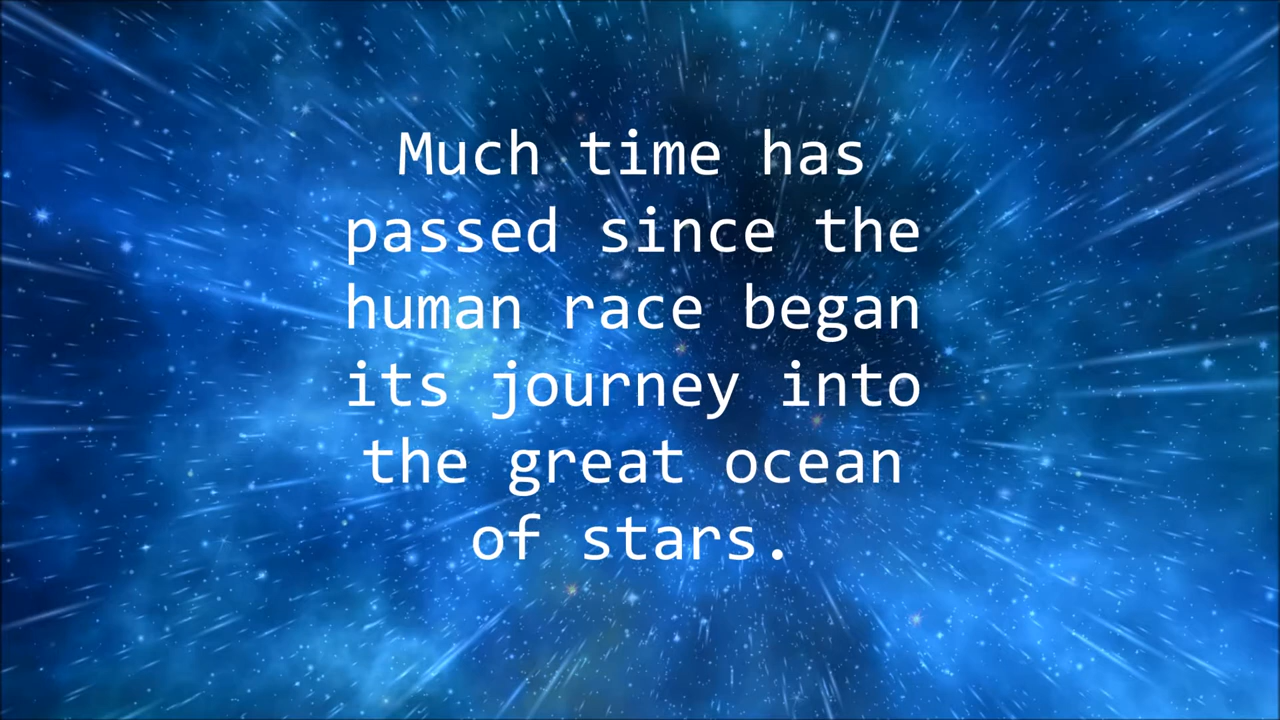 Much time has
passed since the
human race began
its journey into
the great ocean
of stars.